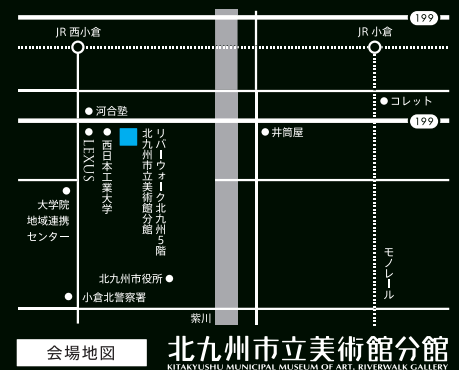 199
JR 西小倉
JR 小倉
コレット
河合塾
199
井筒屋
LEXUS
西日本工業大学
リバーウォーク北九州5階
北九州市立美術館分館
大学院
地域連携
センター
モノレール
北九州市役所
小倉北警察署
紫川
会場地図
北九州市立美術館分館
KITAKYUSHU MUNICIPAL MUSEUM OF ART, RIVERWALK GALLERY